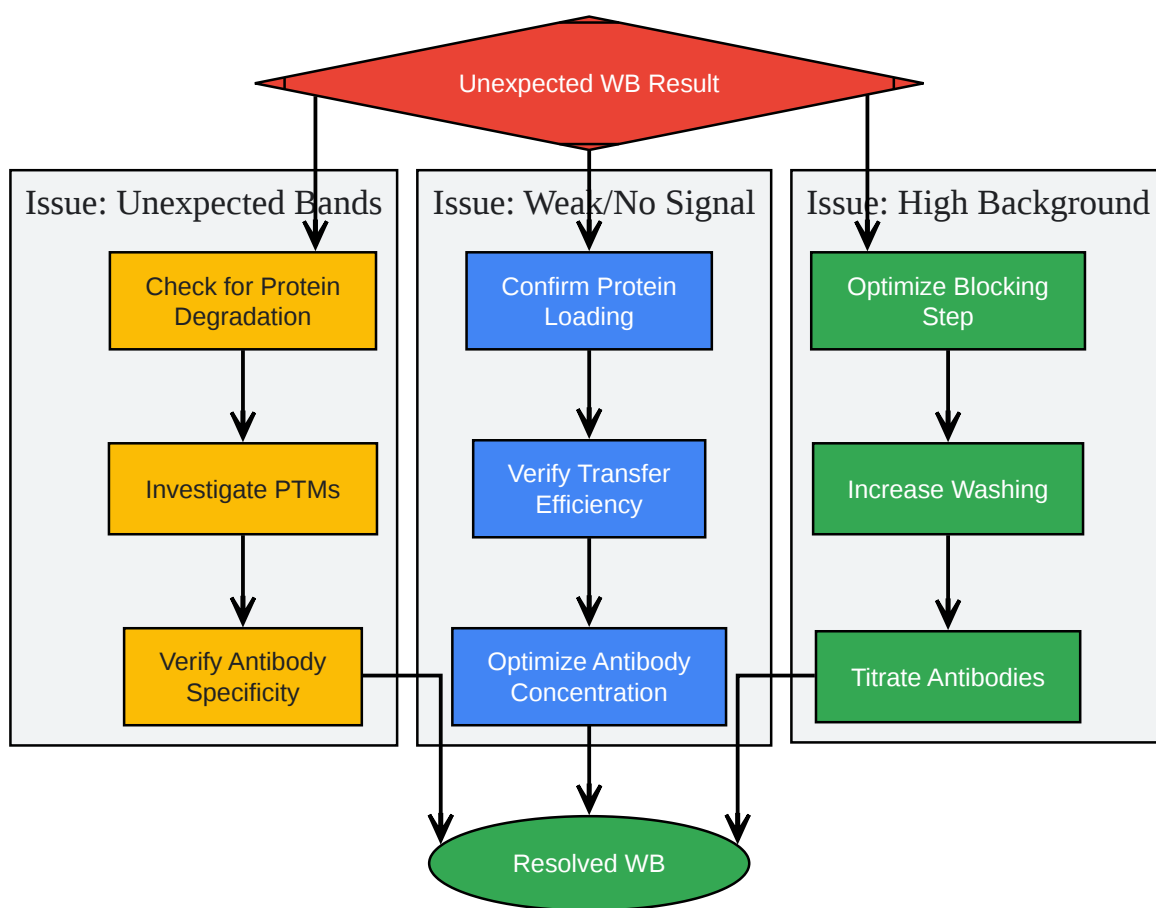 Unexpected WB Result
Issue: Unexpected Bands
Check for Protein
Degradation
Investigate PTMs
Verify Antibody
Specificity
Issue: Weak/No Signal
Confirm Protein
Loading
Verify Transfer
Efficiency
Optimize Antibody
Concentration
Issue: High Background
Optimize Blocking
Step
Increase Washing
Titrate Antibodies
Resolved WB